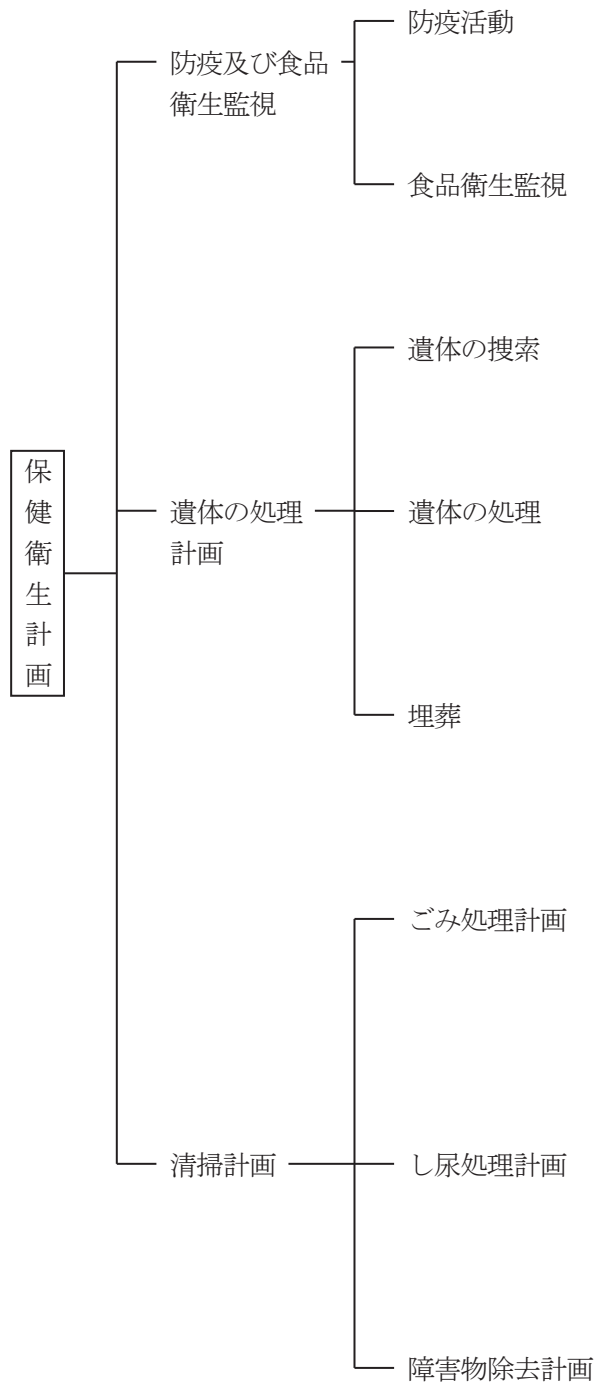 保健衛生計画
防疫及び食品
衛生監視
防疫活動
食品衛生監視
遺体の処理
計画
遺体の捜索
遺体の処理
埋葬
清掃計画
ごみ処理計画
し尿処理計画
障害物除去計画